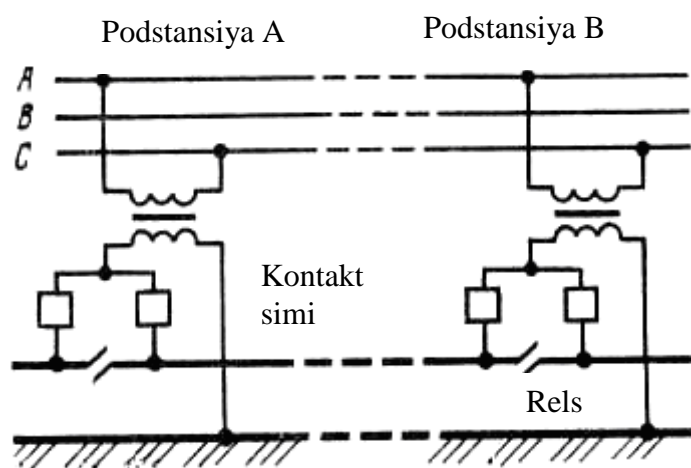 Podstansiya A
Podstansiya B
A
B
C
Kontakt
simi
Rels